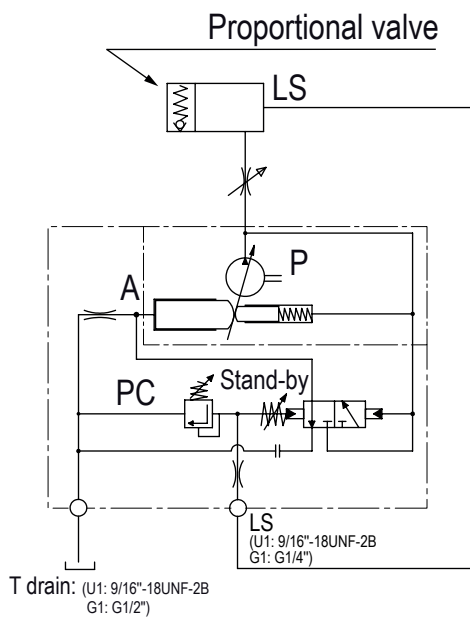 Proportional valve
LS
P
A
Stand-by
PC
LS
(U1: 9/16"-18UNF-2B
G1: G1/4")
T drain: (U1: 9/16"-18UNF-2B
G1: G1/2")